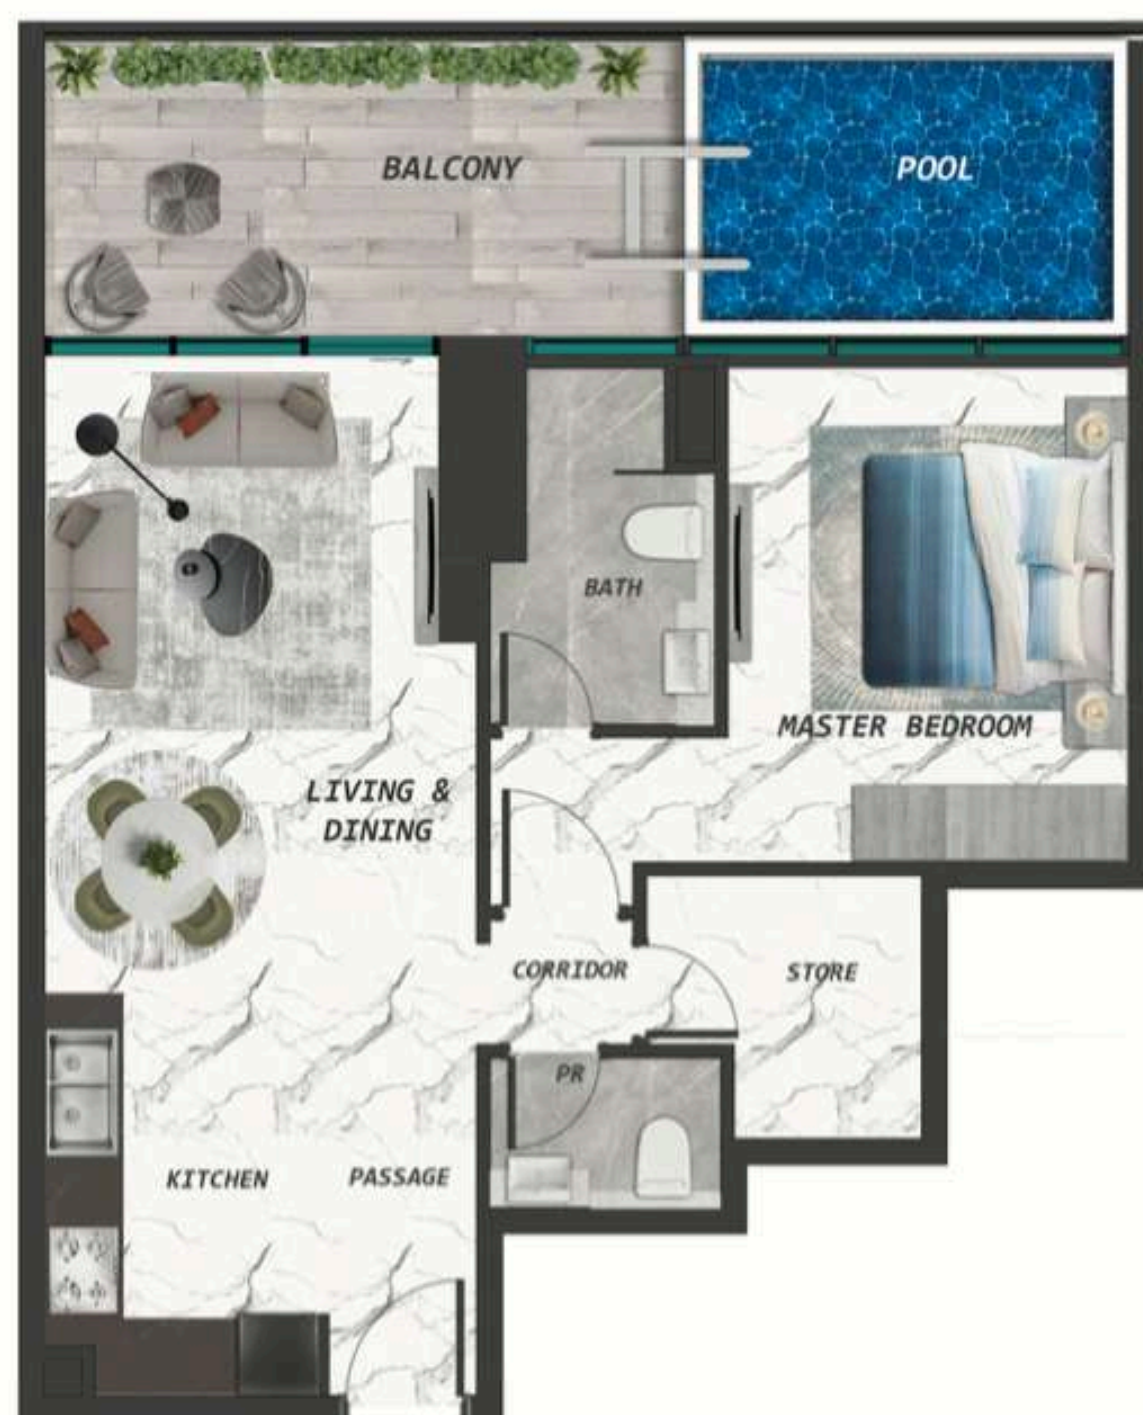 BALCONY
POOL
BATH
MASTER BEDROOM
LIVING &
DINING
CORRIDOR
STORE
PR
KITCHEN
PASSAGE